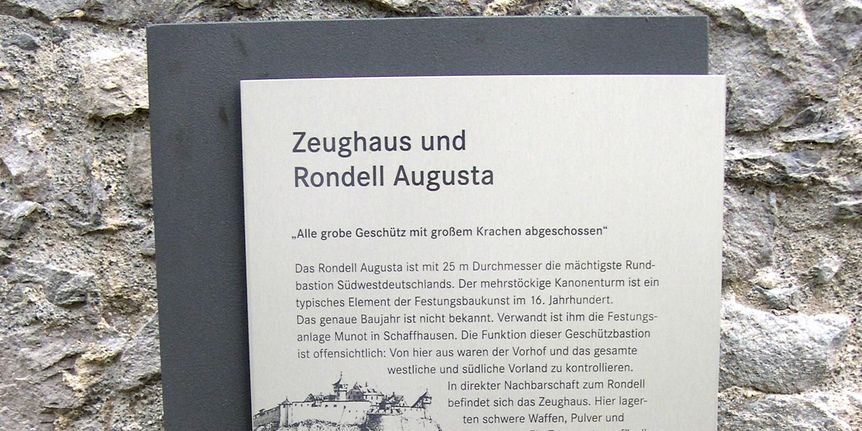 Zeughaus und
Rondell Augusta
„Alle grobe Geschütz mit großem Krachen abgeschossen“
Das Rondell Augusta ist mit 25 m Durchmesser die mächtigste Rund-
bastion Südwestdeutschlands. Der mehrstöckige Kanonenturm ist ein
typisches Element der Festungsbaukunst im 16. Jahrhundert.
Das genaue Baujahr ist nicht bekannt. Verwandt ist ihm die Festungs-
anlage Munot in Schaffhausen. Die Funktion dieser Geschützbastion
ist offensichtlich: Von hier aus waren der Vorhof und das gesamte
westliche und südliche Vorland zu kontrollieren.
In direkter Nachbarschaft zum Rondell
befindet sich das Zeughaus. Hier lager-
ten schwere Waffen, Pulver und